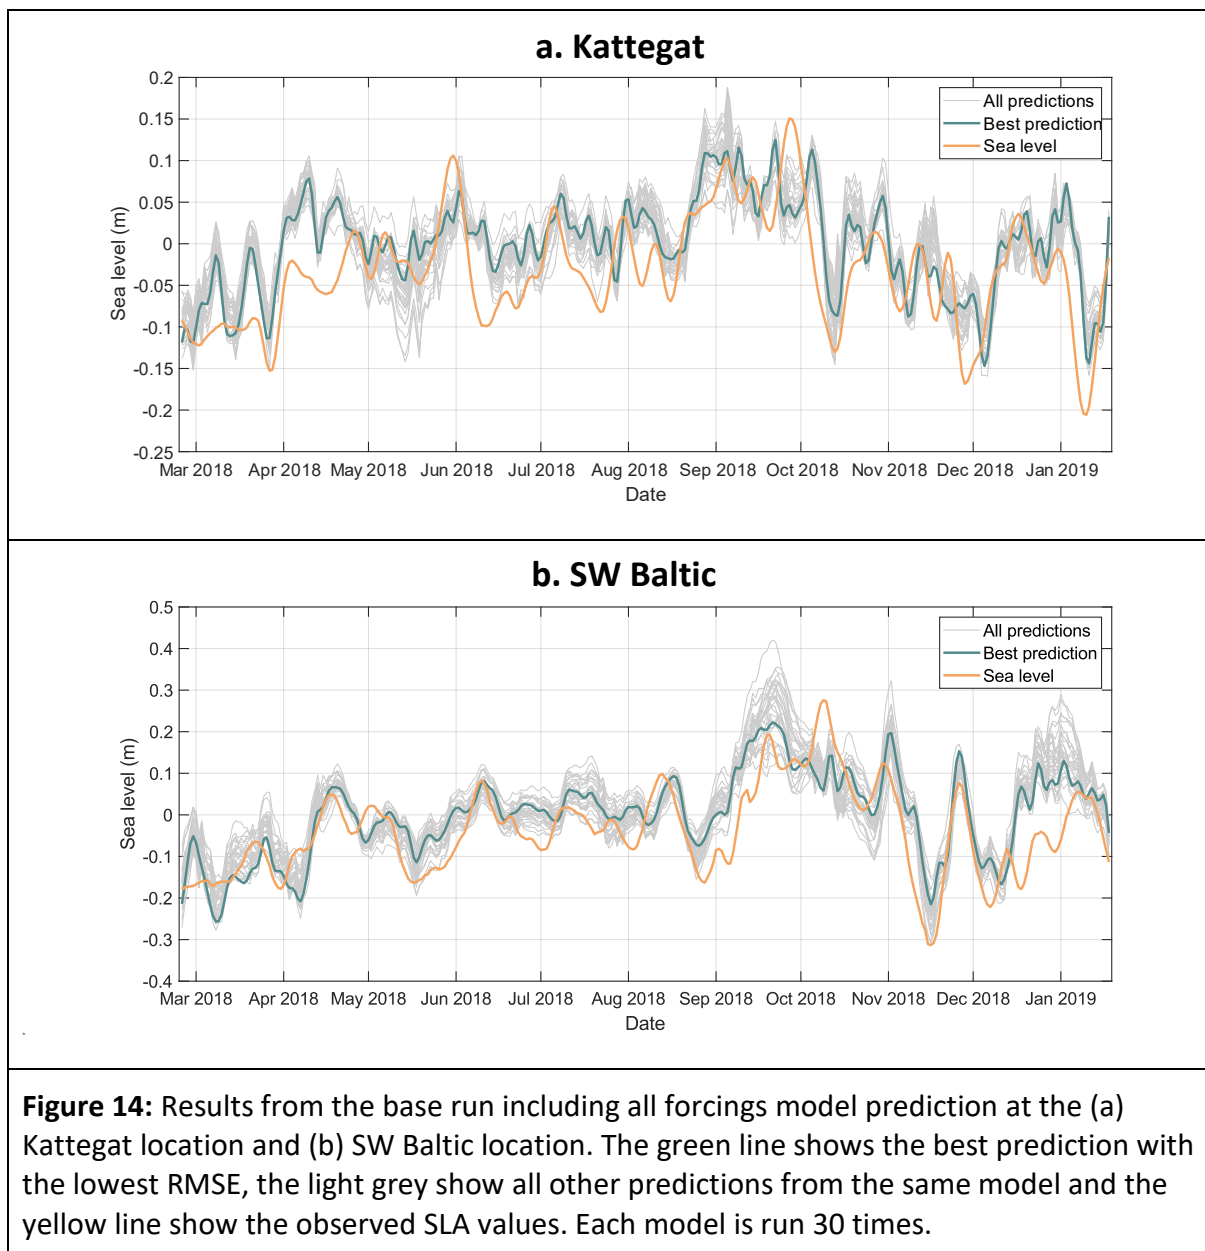 a. Kattegat
0.2
0.15
0.1
0.05
0
-0.05
-0.1
-0.15
-0.2
-0.25
Sea level (m)
All predictions
Best prediction
Sea level
Mar 2018 Apr 2018 May 2018 Jun 2018 Jul 2018 Aug 2018 Sep 2018 Oct 2018 Nov 2018 Dec 2018 Jan 2019
Date
b. SW Baltic
0.5
0.4
0.3
0.2
0.1
0
-0.1
-0.2
-0.3
-0.4
Sea level (m)
All predictions
Best prediction
Sea level
Mar 2018 Apr 2018 May 2018 Jun 2018 Jul 2018 Aug 2018 Sep 2018 Oct 2018 Nov 2018 Dec 2018 Jan 2019
Date
Figure 14: Results from the base run including all forcings model prediction at the (a)
Kattegat location and (b) SW Baltic location. The green line shows the best prediction with
the lowest RMSE, the light grey show all other predictions from the same model and the
yellow line show the observed SLA values. Each model is run 30 times.